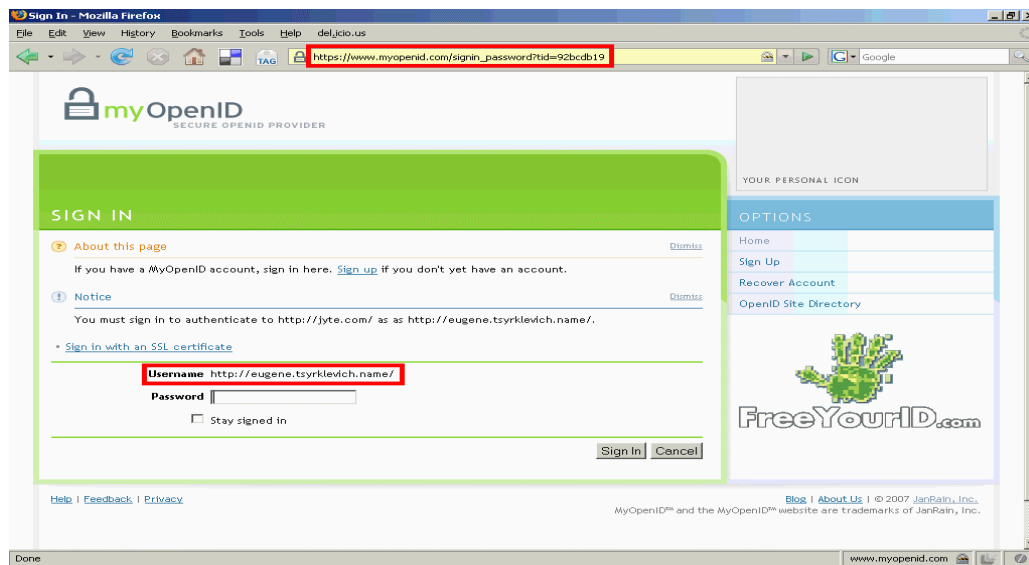 Sign In - Mozilla Firefox
File Edit View History Bookmarks Tools Help del.icio.us
TAG https://www.myopenid.com/signin_password?tid=92bcdb19 G Google
myOpenID
SECURE OPENID PROVIDER
YOUR PERSONAL ICON
SIGN IN
OPTIONS
? About this page Dismiss
Home
If you have a MyOpenID account, sign in here. Sign up if you don't yet have an account.
Sign Up
Recover Account
! Notice Dismiss
OpenID Site Directory
You must sign in to authenticate to http://jyte.com/ as as http://eugene.tsyrklevich.name/.
• Sign in with an SSL certificate
Username http://eugene.tsyrklevich.name/
Password
Stay signed in
FreeYourID.com
Sign In Cancel
Help | Feedback | Privacy
Blog | About Us | © 2007 JanRain, Inc.
MyOpenID™ and the MyOpenID™ website are trademarks of JanRain, Inc.
Done www.myopenid.com